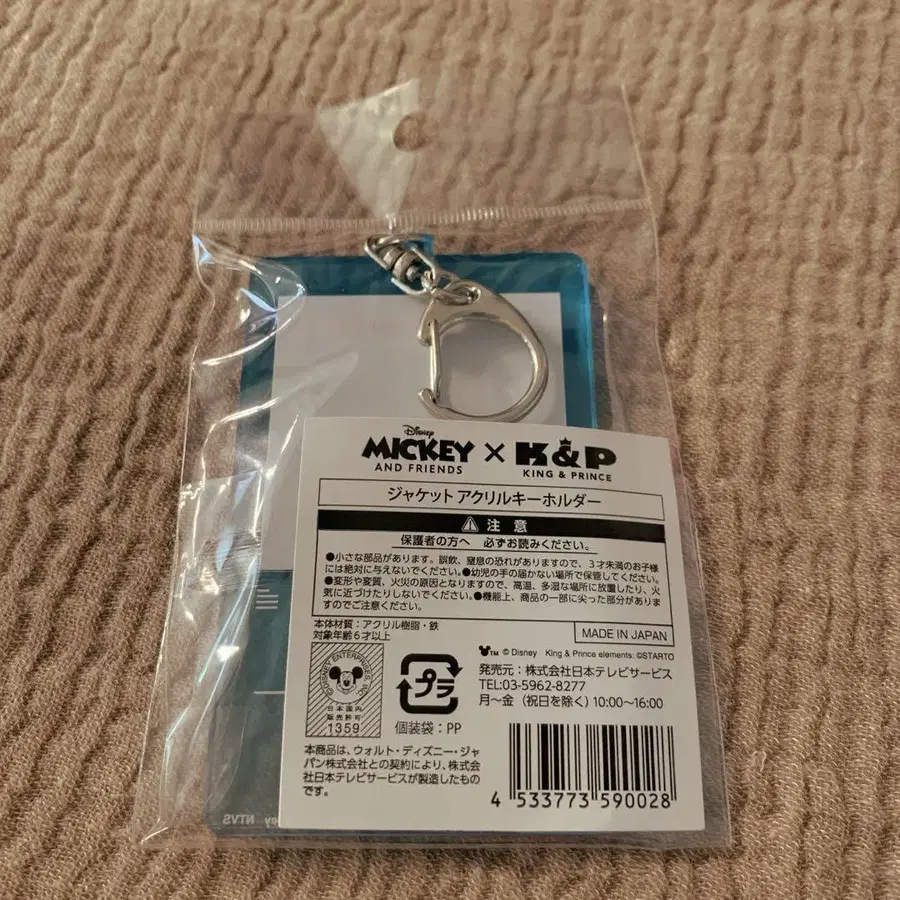 Disney
MICKEY × K&P
AND FRIENDS KING & PRINCE
ジャケット アクリルキーホルダー
注意
保護者の方へ 必ずお読みください。
●小さな部品があります。誤飲、窒息の恐れがありますので、3才未満のお子様
には絶対に与えないでください。●幼児の手の届かない場所で保管してください。
●変形や変質、火災の原因となりますので、高温、多湿な場所に放置したり、火
気に近づけたりしないでください。●機能上、商品の一部に尖った部分があります
のでご注意ください。
本体材質:アクリル樹脂・鉄
対象年齢6才以上
MADE IN JAPAN
TM © Disney King & Prince elements: ©STARTO
発売元:株式会社日本テレビサービス
TEL:03-5962-8277
月〜金(祝日を除く)10:00〜16:00
© DISNEY ENTERPRISES, INC.
日本国内
販売許可
1359
プラ
個装袋:PP
本商品は、ウォルト・ディズニー・ジャ
パン株式会社との契約により、株式会
社日本テレビサービスが製造したもの
です。
4 533773 590028
ey NTVS